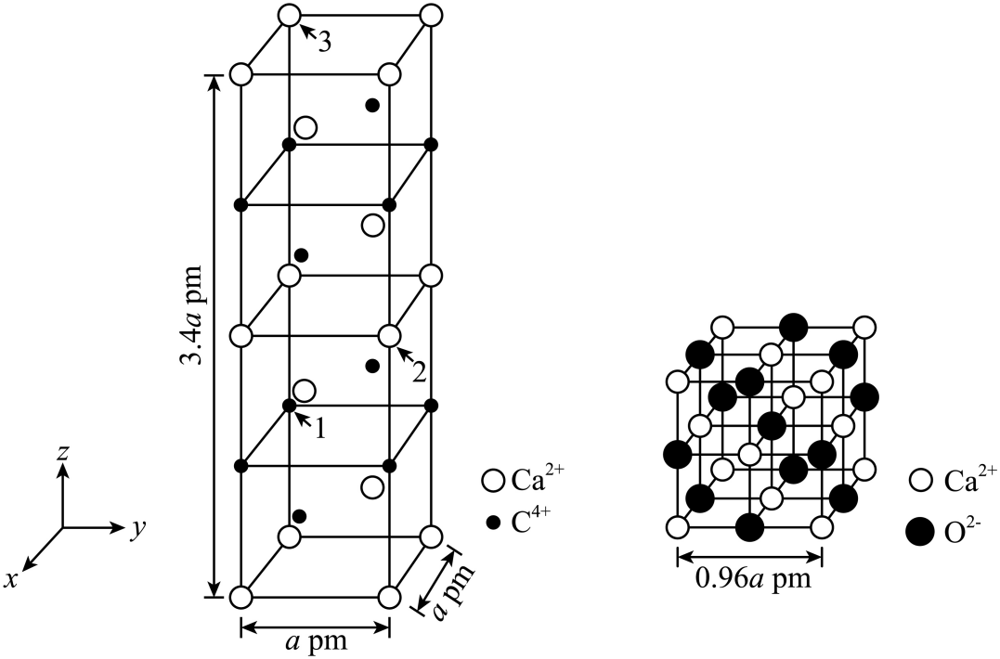 3
3.4a pm
2
1
z
y
x
Ca²⁺
C⁴⁺
a pm
a pm
Ca²⁺
O²⁻
0.96a pm